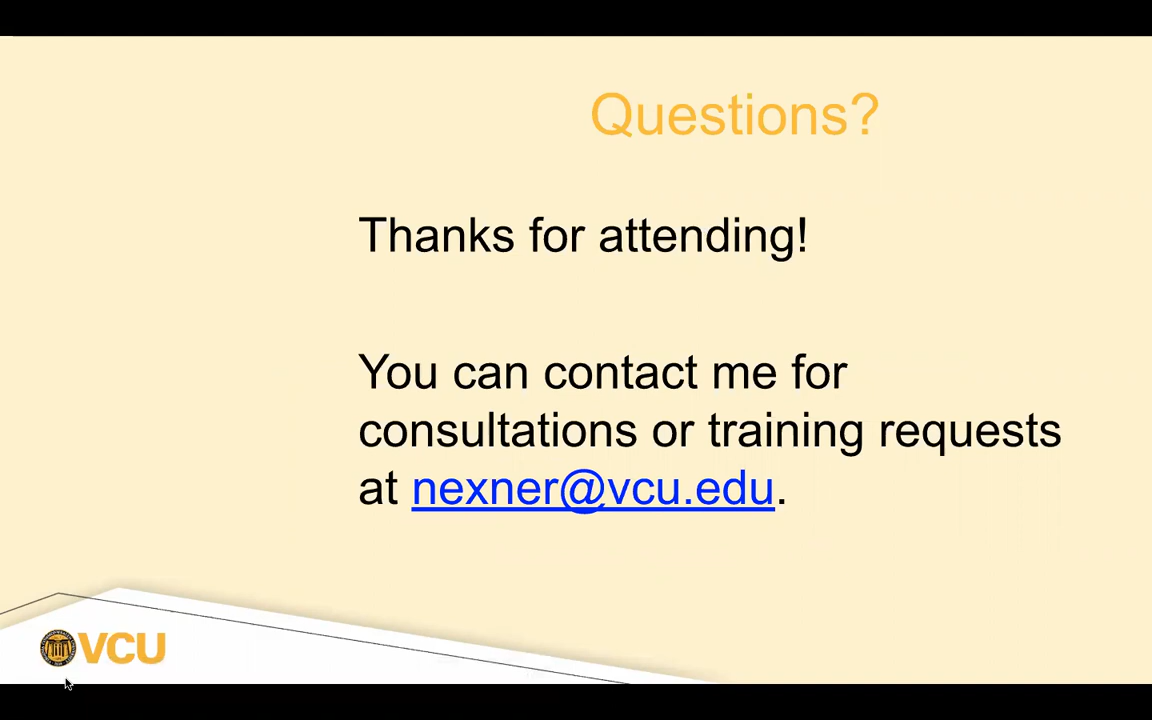 Questions?
Thanks for attending!
You can contact me for
consultations or training requests
at nexner@vcu.edu.
VCU